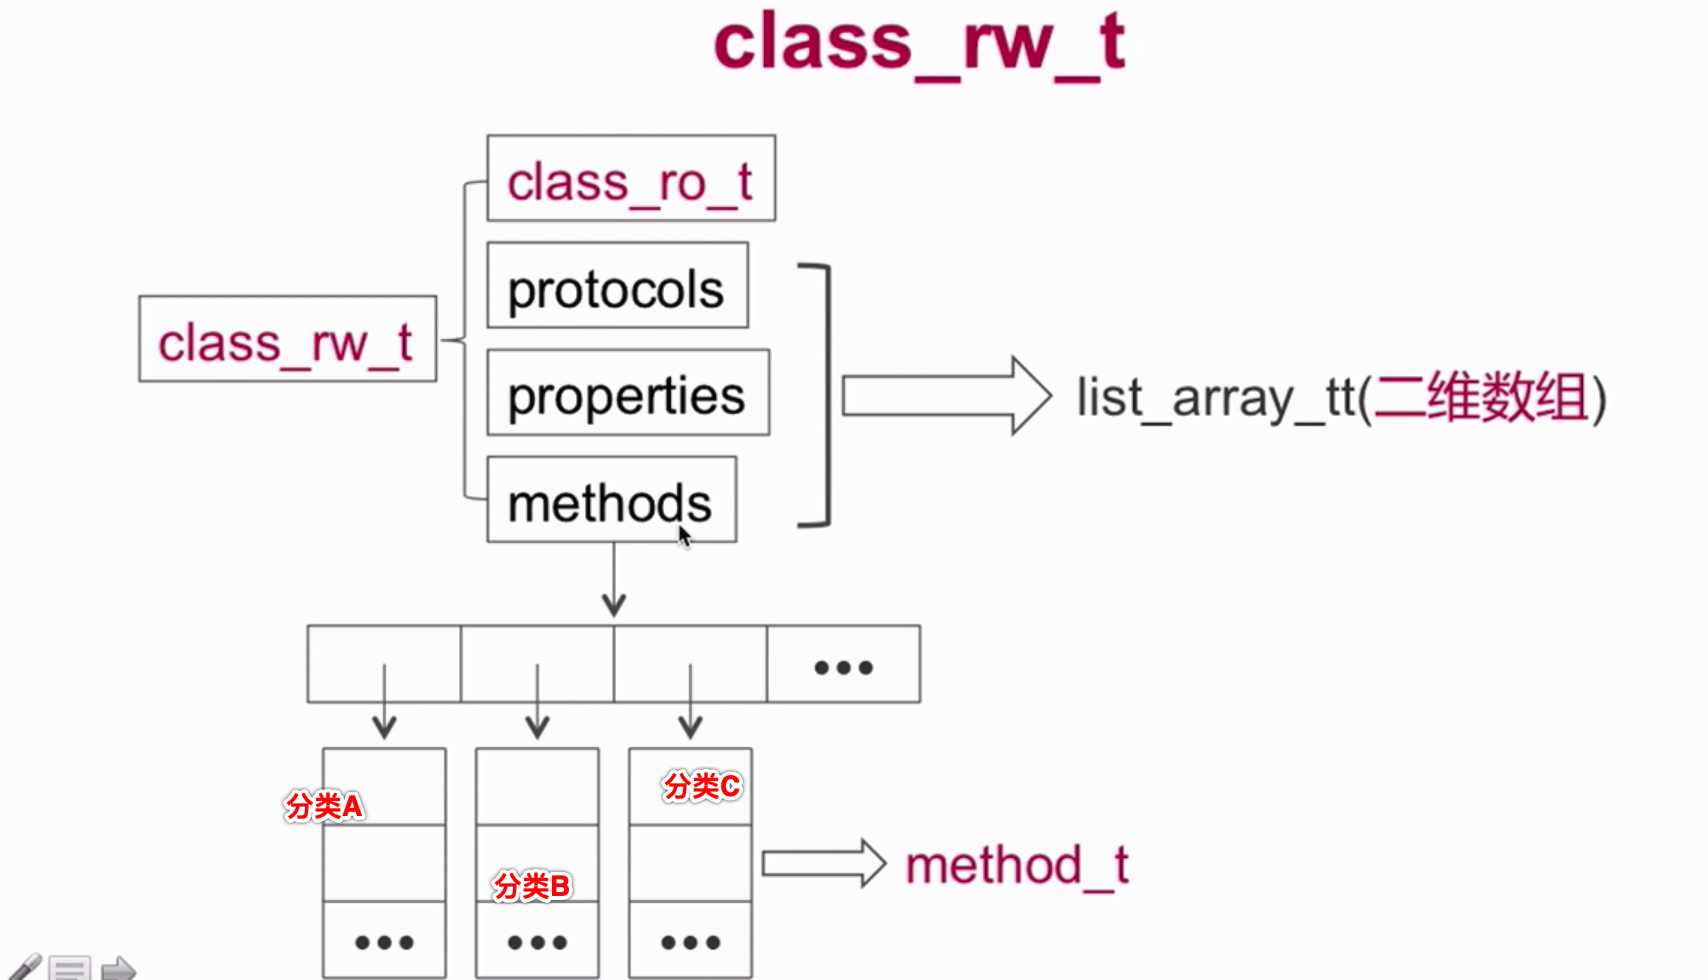 class_rw_t
class_ro_t
protocols
class_rw_t
properties
list_array_tt(二维数组)
methods
•••
分类A
分类B
分类C
method_t
•••
•••
•••